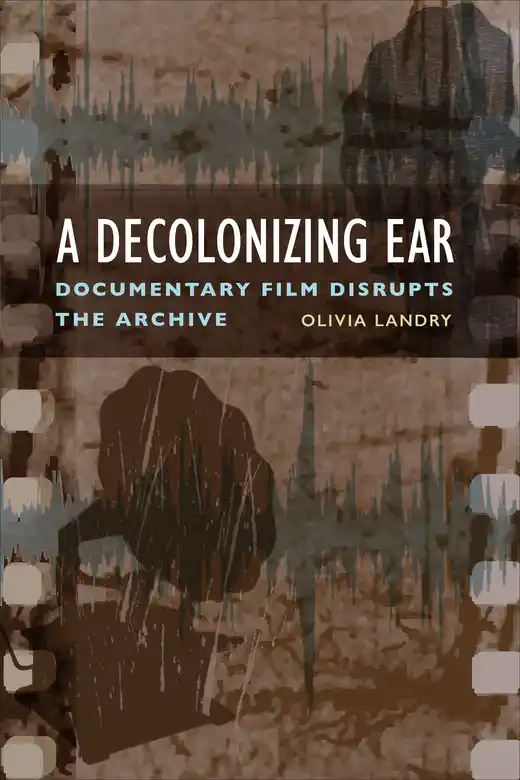 A DECOLONIZING EAR
DOCUMENTARY FILM DISRUPTS
THE ARCHIVE OLIVIA LANDRY